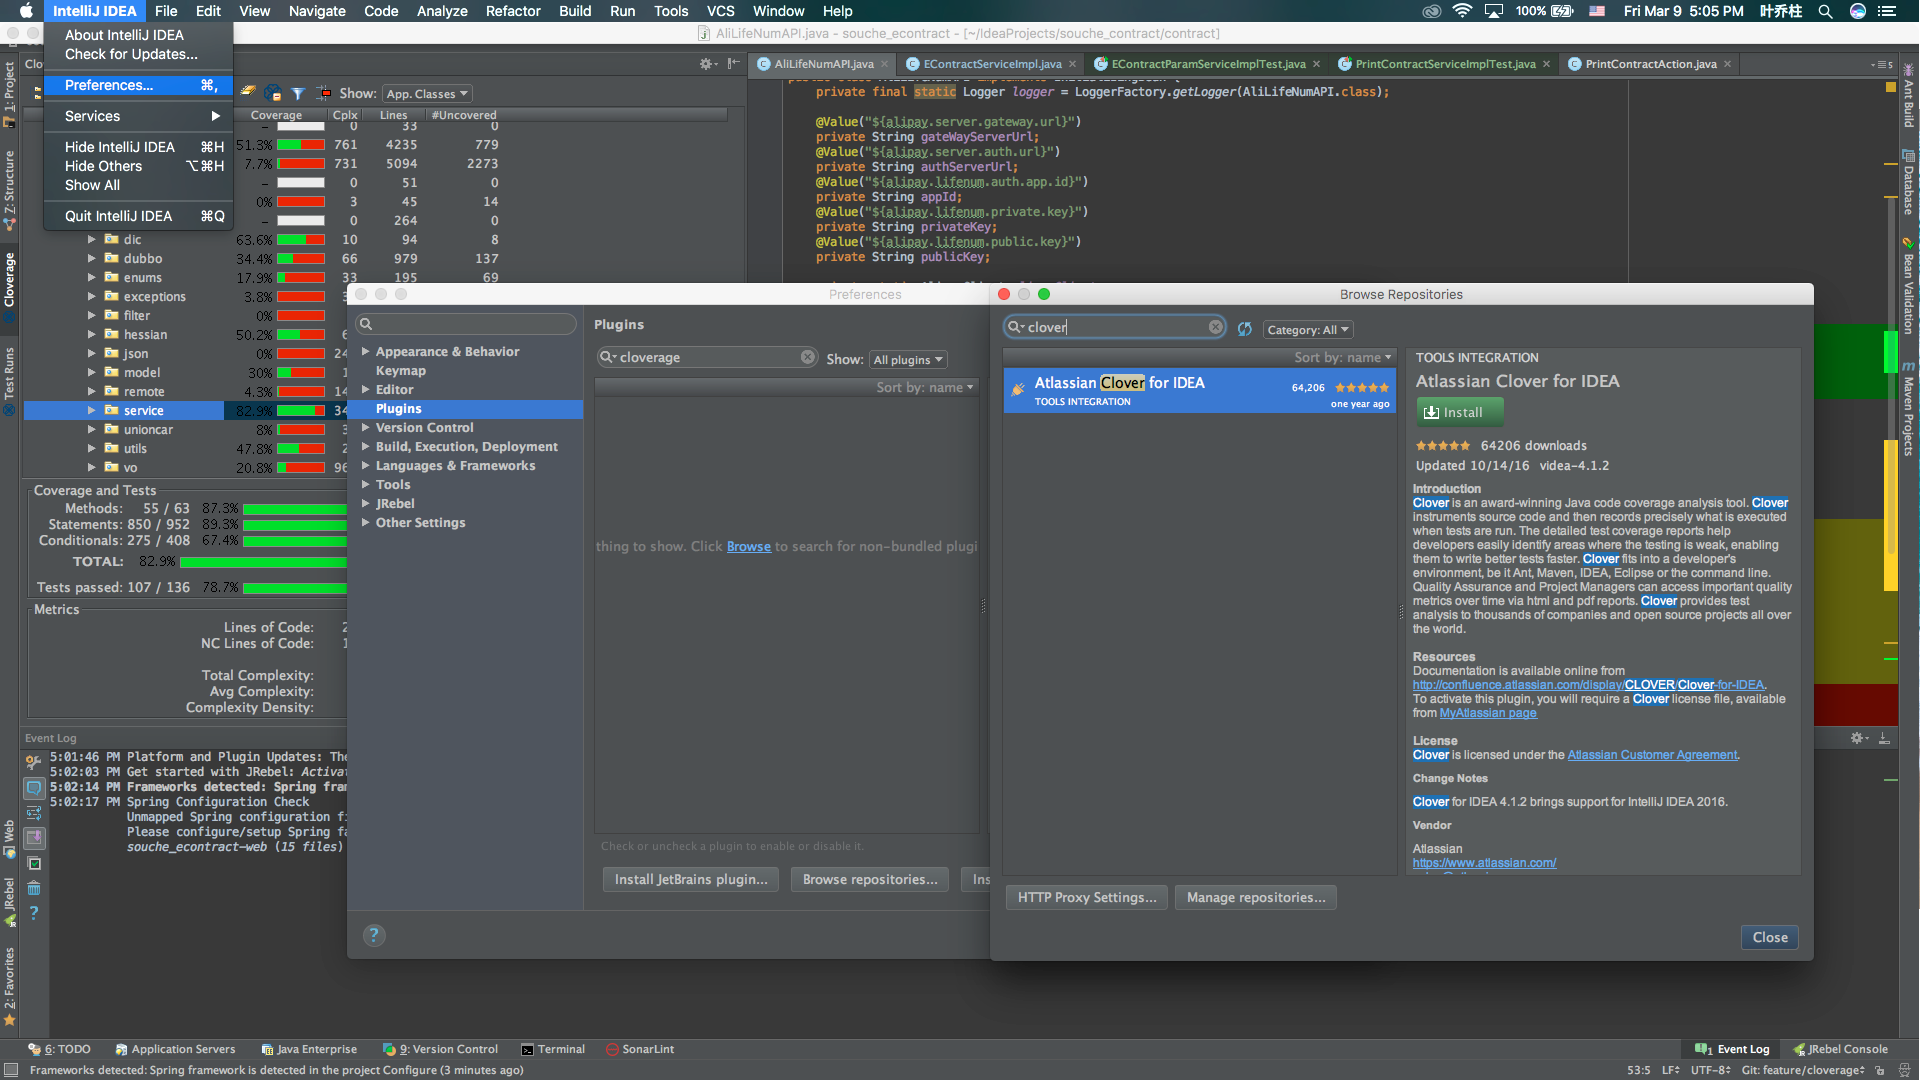 IntelliJ IDEA File Edit View Navigate Code Analyze Refactor Build Run Tools VCS Window Help 100% Fri Mar 9 5:05 PM 叶乔柱
About IntelliJ IDEA
Check for Updates...
Preferences... ⌘,
Services
Hide IntelliJ IDEA ⌘H
Hide Others ⌥⌘H
Show All
Quit IntelliJ IDEA ⌘Q
AliLifeNumAPI.java - souche_econtract - [~/IdeaProjects/souche_contract/contract]
Clo
AliLifeNumAPI.java EContractServiceImpl.java EContractParamServiceImplTest.java PrintContractServiceImplTest.java PrintContractAction.java
Show: App. Classes
Coverage Cplx Lines #Uncovered
– 0 33 0
51.3% 761 4235 779
7.7% 731 5094 2273
– 0 51 0
0% 3 45 14
– 0 264 0
dic 63.6% 10 94 8
dubbo 34.4% 66 979 137
enums 17.9% 33 195 69
exceptions 3.8%
filter 0%
hessian 50.2% 6
json 0% 24
model 30% 1
remote 4.3% 14
service 82.9% 34
unioncar 8%
utils 47.8% 2
vo 20.8% 96
Coverage and Tests
Methods: 55 / 63 87.3%
Statements: 850 / 952 89.3%
Conditionals: 275 / 408 67.4%
TOTAL: 82.9%
Tests passed: 107 / 136 78.7%
Metrics
Lines of Code: 2
NC Lines of Code: 1
Total Complexity:
Avg Complexity:
Complexity Density:
private final static Logger logger = LoggerFactory.getLogger(AliLifeNumAPI.class);
@Value("${alipay.server.gateway.url}")
private String gateWayServerUrl;
@Value("${alipay.server.auth.url}")
private String authServerUrl;
@Value("${alipay.lifenum.auth.app.id}")
private String appId;
@Value("${alipay.lifenum.private.key}")
private String privateKey;
@Value("${alipay.lifenum.public.key}")
private String publicKey;
Preferences
Appearance & Behavior
Keymap
Editor
Plugins
Version Control
Build, Execution, Deployment
Languages & Frameworks
Tools
JRebel
Other Settings
Plugins
cloverage Show: All plugins
Sort by: name
thing to show. Click Browse to search for non-bundled plugi
Check or uncheck a plugin to enable or disable it.
Install JetBrains plugin... Browse repositories... Ins
?
Browse Repositories
clover Category: All
Sort by: name
Atlassian Clover for IDEA 64,206
TOOLS INTEGRATION one year ago
TOOLS INTEGRATION
Atlassian Clover for IDEA
Install
64206 downloads
Updated 10/14/16 videa-4.1.2
Introduction
Clover is an award-winning Java code coverage analysis tool. Clover
instruments source code and then records precisely what is executed
when tests are run. The detailed test coverage reports help
developers easily identify areas where the testing is weak, enabling
them to write better tests faster. Clover fits into a developer's
environment, be it Ant, Maven, IDEA, Eclipse or the command line.
Quality Assurance and Project Managers can access important quality
metrics over time via html and pdf reports. Clover provides test
analysis to thousands of companies and open source projects all over
the world.
Resources
Documentation is available online from
http://confluence.atlassian.com/display/CLOVER/Clover-for-IDEA.
To activate this plugin, you will require a Clover license file, available
from MyAtlassian page
License
Clover is licensed under the Atlassian Customer Agreement.
Change Notes
Clover for IDEA 4.1.2 brings support for IntelliJ IDEA 2016.
Vendor
Atlassian
https://www.atlassian.com/
HTTP Proxy Settings... Manage repositories...
Close
Event Log
5:01:46 PM Platform and Plugin Updates: The
5:02:03 PM Get started with JRebel: Activa
5:02:14 PM Frameworks detected: Spring fra
5:02:17 PM Spring Configuration Check
Unmapped Spring configuration fi
Please configure/setup Spring fa
souche_econtract-web (15 files)
1: Project
Z: Structure
Coverage
Test Runs
Web
JRebel
2: Favorites
Ant Build
Database
Bean Validation
Maven Projects
6: TODO Application Servers Java Enterprise 9: Version Control Terminal SonarLint 1 Event Log JRebel Console
Frameworks detected: Spring framework is detected in the project Configure (3 minutes ago) 53:5 LF UTF-8 Git: feature/cloverage